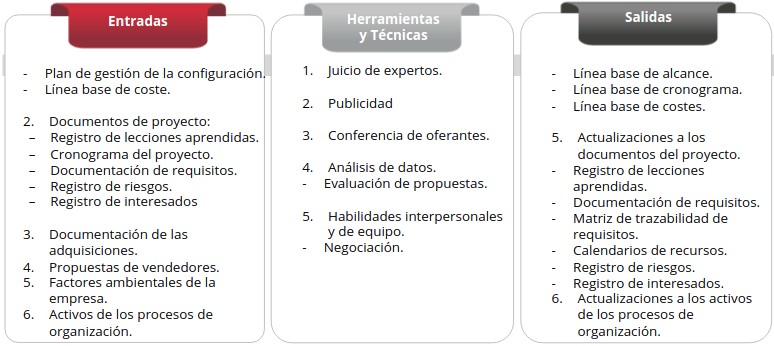 Entradas
- Plan de gestión de la configuración.
- Línea base de coste.
2. Documentos de proyecto:
– Registro de lecciones aprendidas.
– Cronograma del proyecto.
– Documentación de requisitos.
– Registro de riesgos.
– Registro de interesados
3. Documentación de las
adquisiciones.
4. Propuestas de vendedores.
5. Factores ambientales de la
empresa.
6. Activos de los procesos de
organización.
Herramientas
y Técnicas
1. Juicio de expertos.
2. Publicidad
3. Conferencia de oferantes.
4. Análisis de datos.
- Evaluación de propuestas.
5. Habilidades interpersonales
y de equipo.
- Negociación.
Salidas
- Línea base de alcance.
- Línea base de cronograma.
- Línea base de costes.
5. Actualizaciones a los
documentos del proyecto.
- Registro de lecciones
aprendidas.
- Documentación de requisitos.
- Matriz de trazabilidad de
requisitos.
- Calendarios de recursos.
- Registro de riesgos.
- Registro de interesados.
6. Actualizaciones a los activos
de los procesos de
organización.